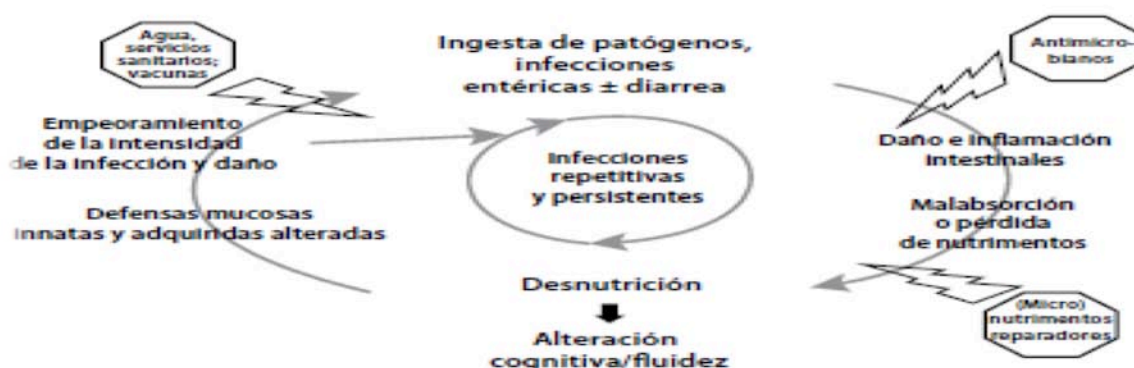 Agua,
servicios
sanitarios;
vacunas
Ingesta de patógenos,
infecciones
entéricas ± diarrea
Antimicro-
bianos
Empeoramiento
de la intensidad
de la infección y daño
Infecciones
repetitivas
y persistentes
Daño e inflamación
intestinales
Defensas mucosas
innatas y adquiridas alteradas
Malabsorción
o pérdida
de nutrimentos
Desnutrición
Alteración
cognitiva/fluidez
(Micro)
nutrimentos
reparadores